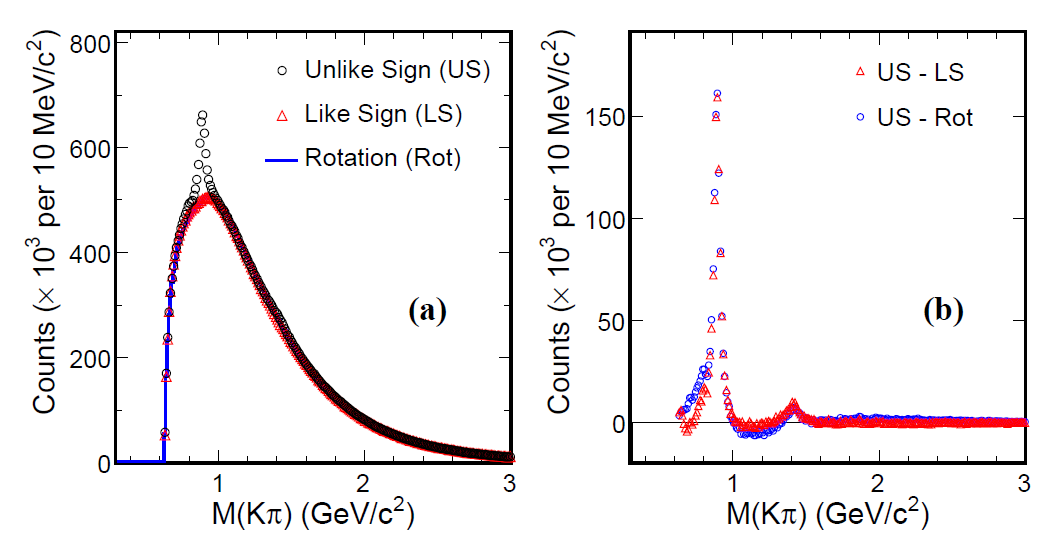 800
600
400
200
0
Counts (× 10³ per 10 MeV/c²)
Unlike Sign (US)
Like Sign (LS)
Rotation (Rot)
(a)
1
2
3
M(Kπ) (GeV/c²)
150
100
50
0
Counts (× 10³ per 10 MeV/c²)
US - LS
US - Rot
(b)
1
2
3
M(Kπ) (GeV/c²)